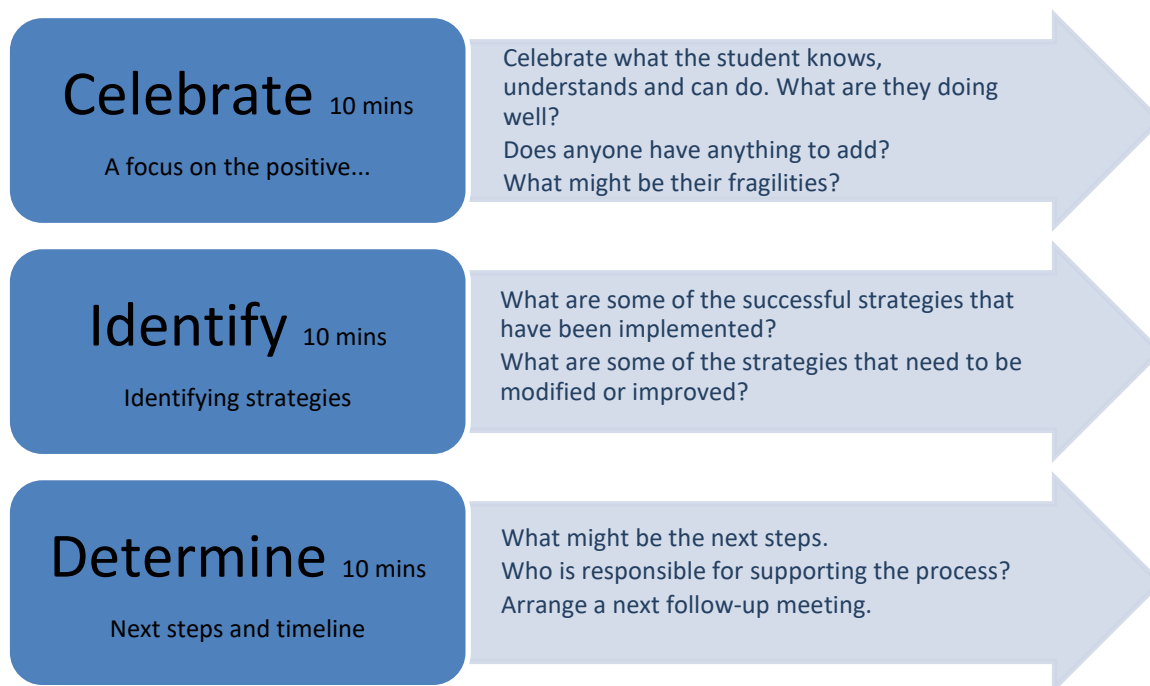 Celebrate 10 mins
A focus on the positive...
Celebrate what the student knows,
understands and can do. What are they doing
well?
Does anyone have anything to add?
What might be their fragilities?
Identify 10 mins
Identifying strategies
What are some of the successful strategies that
have been implemented?
What are some of the strategies that need to be
modified or improved?
Determine 10 mins
Next steps and timeline
What might be the next steps.
Who is responsible for supporting the process?
Arrange a next follow-up meeting.